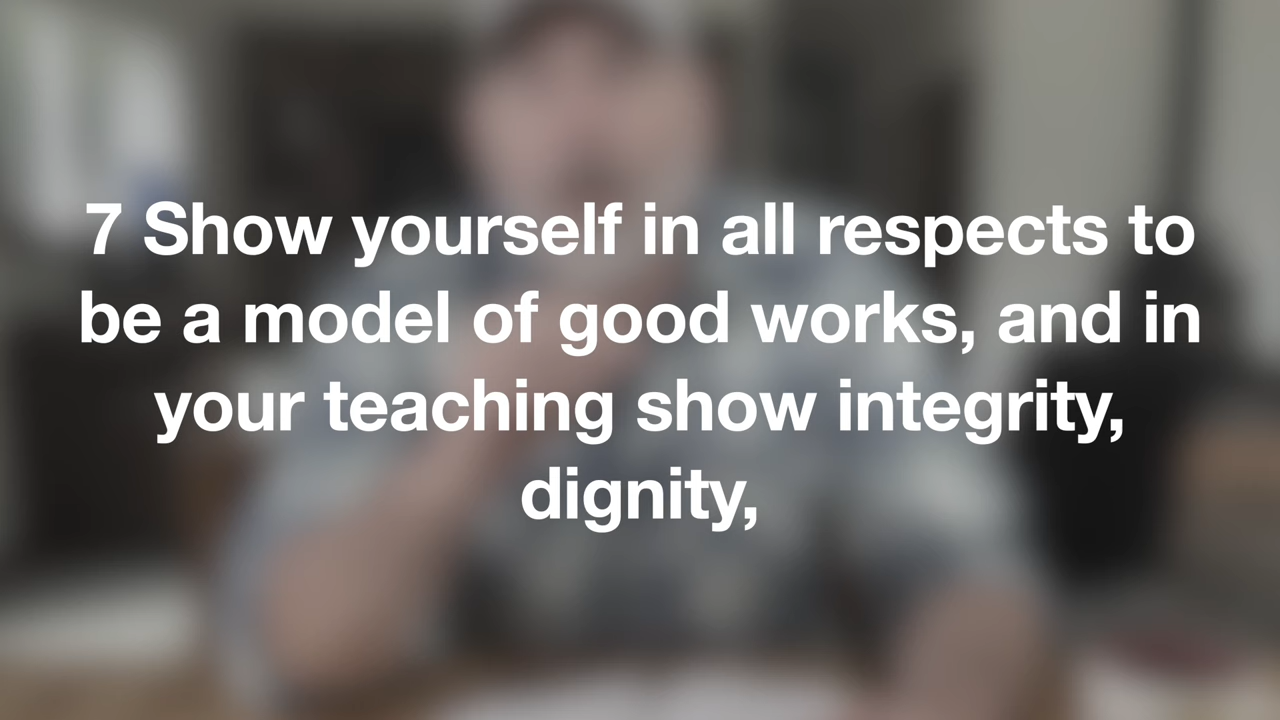 7 Show yourself in all respects to
be a model of good works, and in
your teaching show integrity,
dignity,